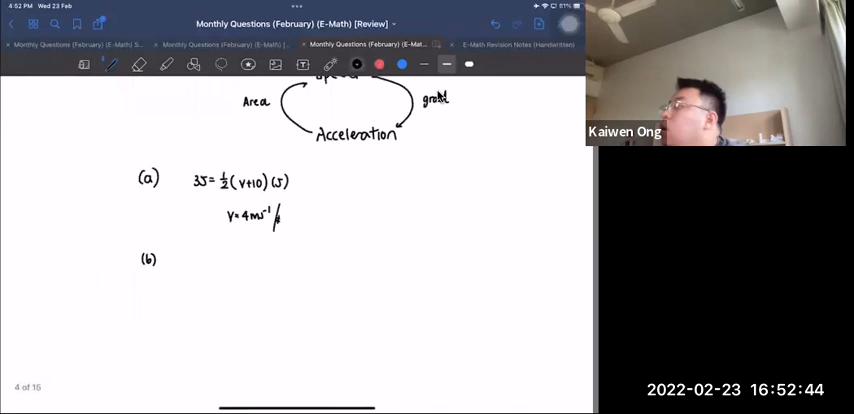 4:52 PM Wed 23 Feb
81%
Monthly Questions (February) (E-Math) [Review]
Monthly Questions (February) (E-Math) S...
Monthly Questions (February) (E-Math) [...
Monthly Questions (February) (E-Mat...
E-Math Revision Notes (Handwritten)
Area
Acceleration
(a) 35 = 1/2 (v+10) (5)
v = 4ms⁻¹ //
(b)
4 of 15
Kaiwen Ong
2022-02-23 16:52:44